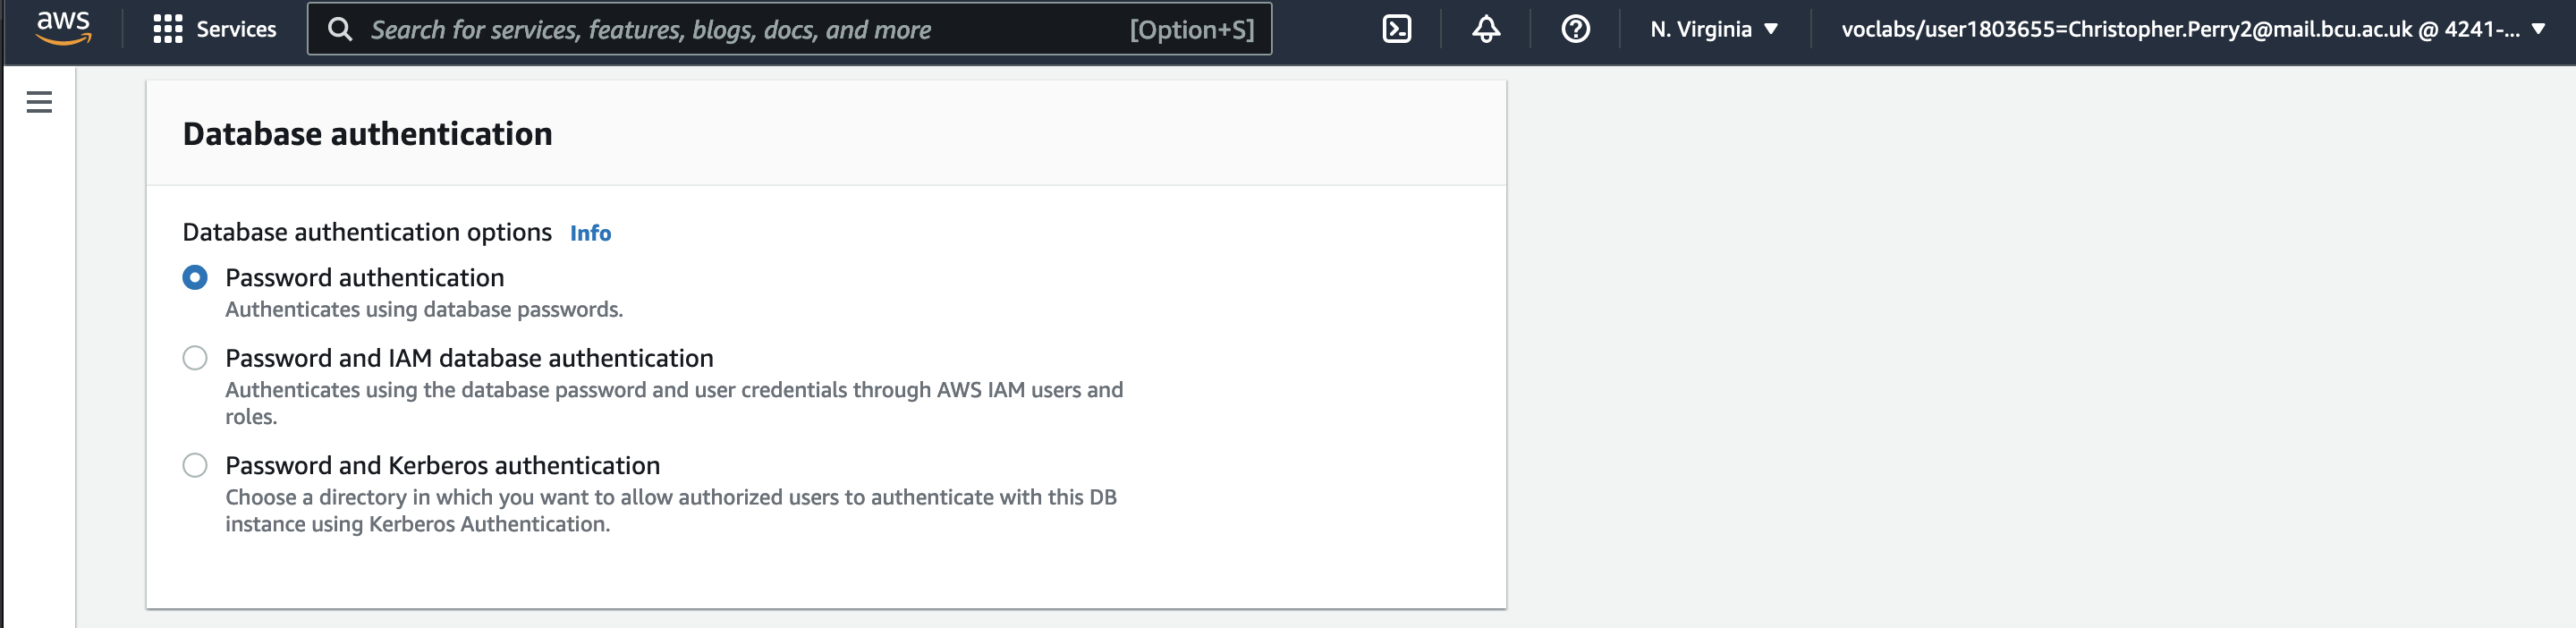 aws
Services
Search for services, features, blogs, docs, and more
[Option+S]
N. Virginia ▼
voclabs/user1803655=Christopher.Perry2@mail.bcu.ac.uk @ 4241-... ▼
Database authentication
Database authentication options Info
Password authentication
Authenticates using database passwords.
Password and IAM database authentication
Authenticates using the database password and user credentials through AWS IAM users and
roles.
Password and Kerberos authentication
Choose a directory in which you want to allow authorized users to authenticate with this DB
instance using Kerberos Authentication.